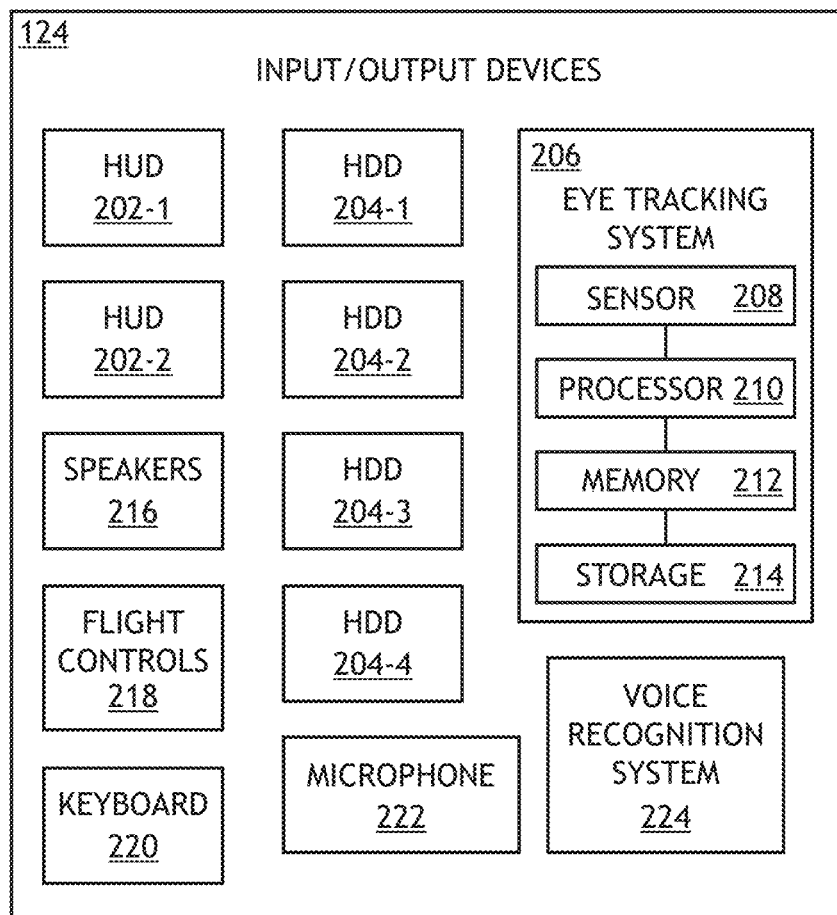 124
INPUT/OUTPUT DEVICES
HUD
202-1
HDD
204-1
206
EYE TRACKING
SYSTEM
SENSOR 208
PROCESSOR 210
MEMORY 212
STORAGE 214
HUD
202-2
HDD
204-2
SPEAKERS
216
HDD
204-3
FLIGHT
CONTROLS
218
HDD
204-4
VOICE
RECOGNITION
SYSTEM
224
KEYBOARD
220
MICROPHONE
222